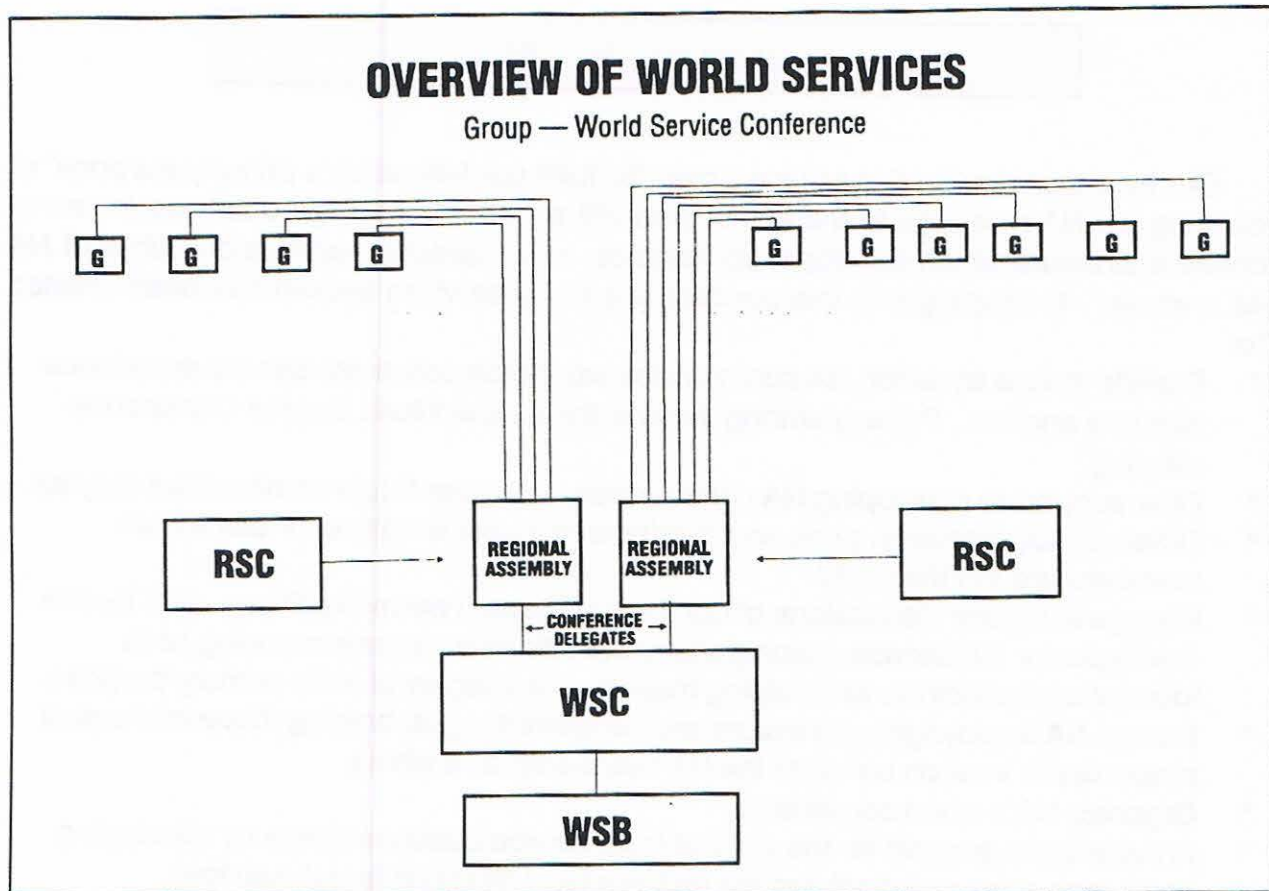 OVERVIEW OF WORLD SERVICES
Group — World Service Conference
G G G G G G G G G G
RSC
REGIONAL
ASSEMBLY
REGIONAL
ASSEMBLY
RSC
CONFERENCE
DELEGATES
WSC
WSB